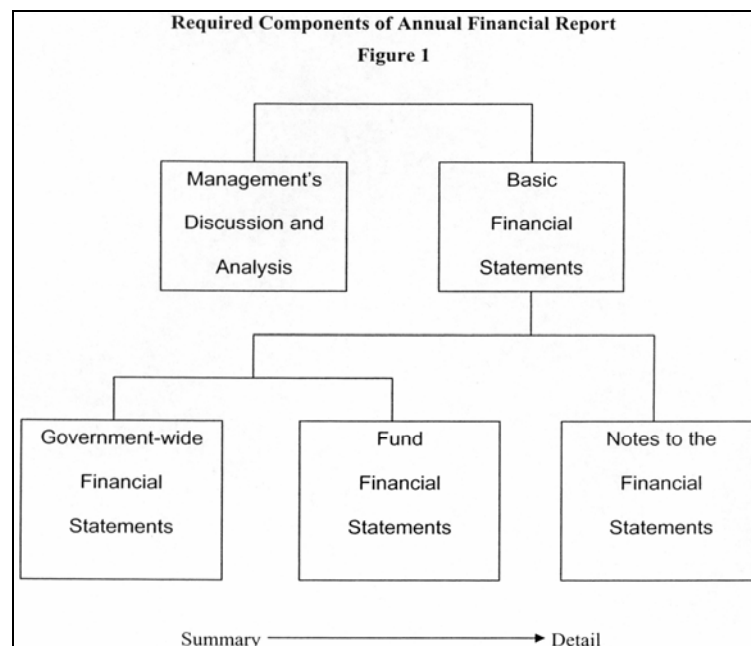 Required Components of Annual Financial Report
Figure 1
Management's
Discussion and
Analysis
Basic
Financial
Statements
Government-wide
Financial
Statements
Fund
Financial
Statements
Notes to the
Financial
Statements
Summary
Detail